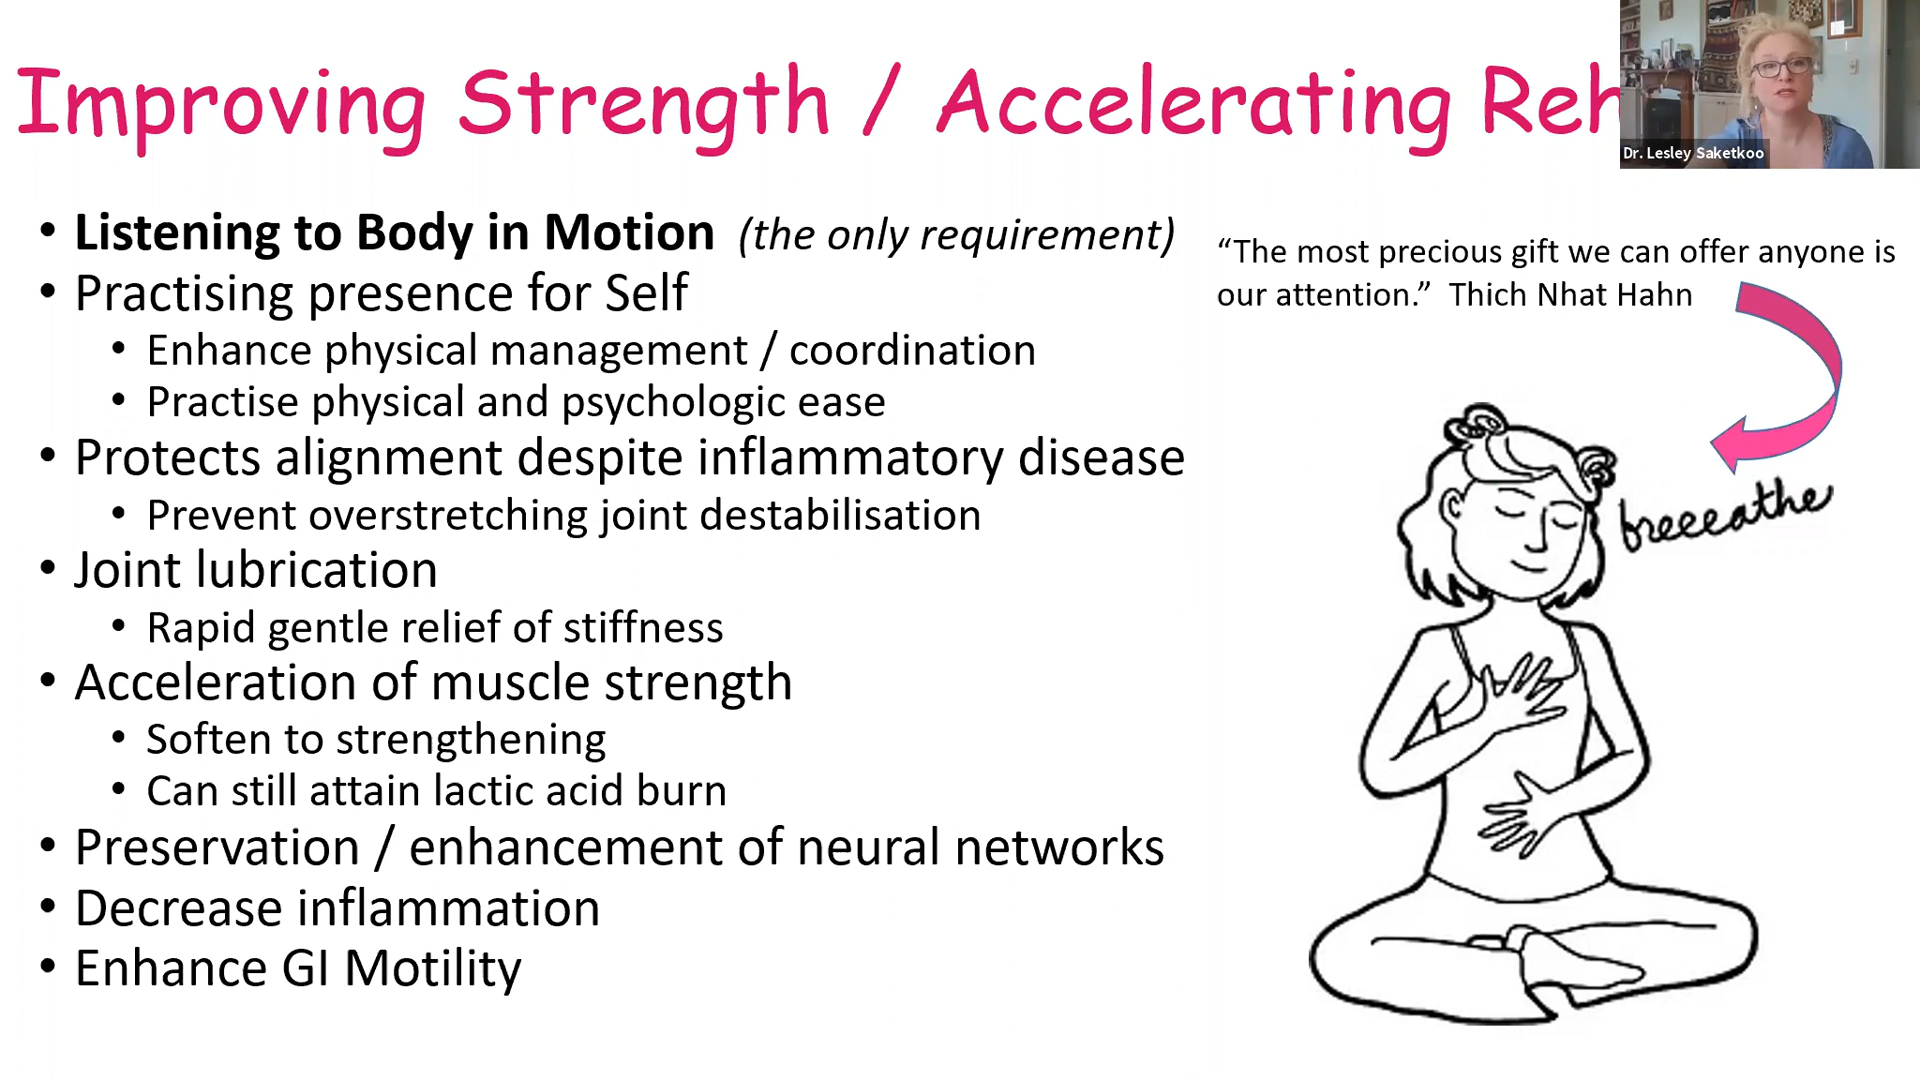 Improving Strength / Accelerating Reh
Dr. Lesley Saketkoo
• Listening to Body in Motion (the only requirement)
• Practising presence for Self
• Enhance physical management / coordination
• Practise physical and psychologic ease
• Protects alignment despite inflammatory disease
• Prevent overstretching joint destabilisation
• Joint lubrication
• Rapid gentle relief of stiffness
• Acceleration of muscle strength
• Soften to strengthening
• Can still attain lactic acid burn
• Preservation / enhancement of neural networks
• Decrease inflammation
• Enhance GI Motility
“The most precious gift we can offer anyone is
our attention.” Thich Nhat Hahn
breeeathe